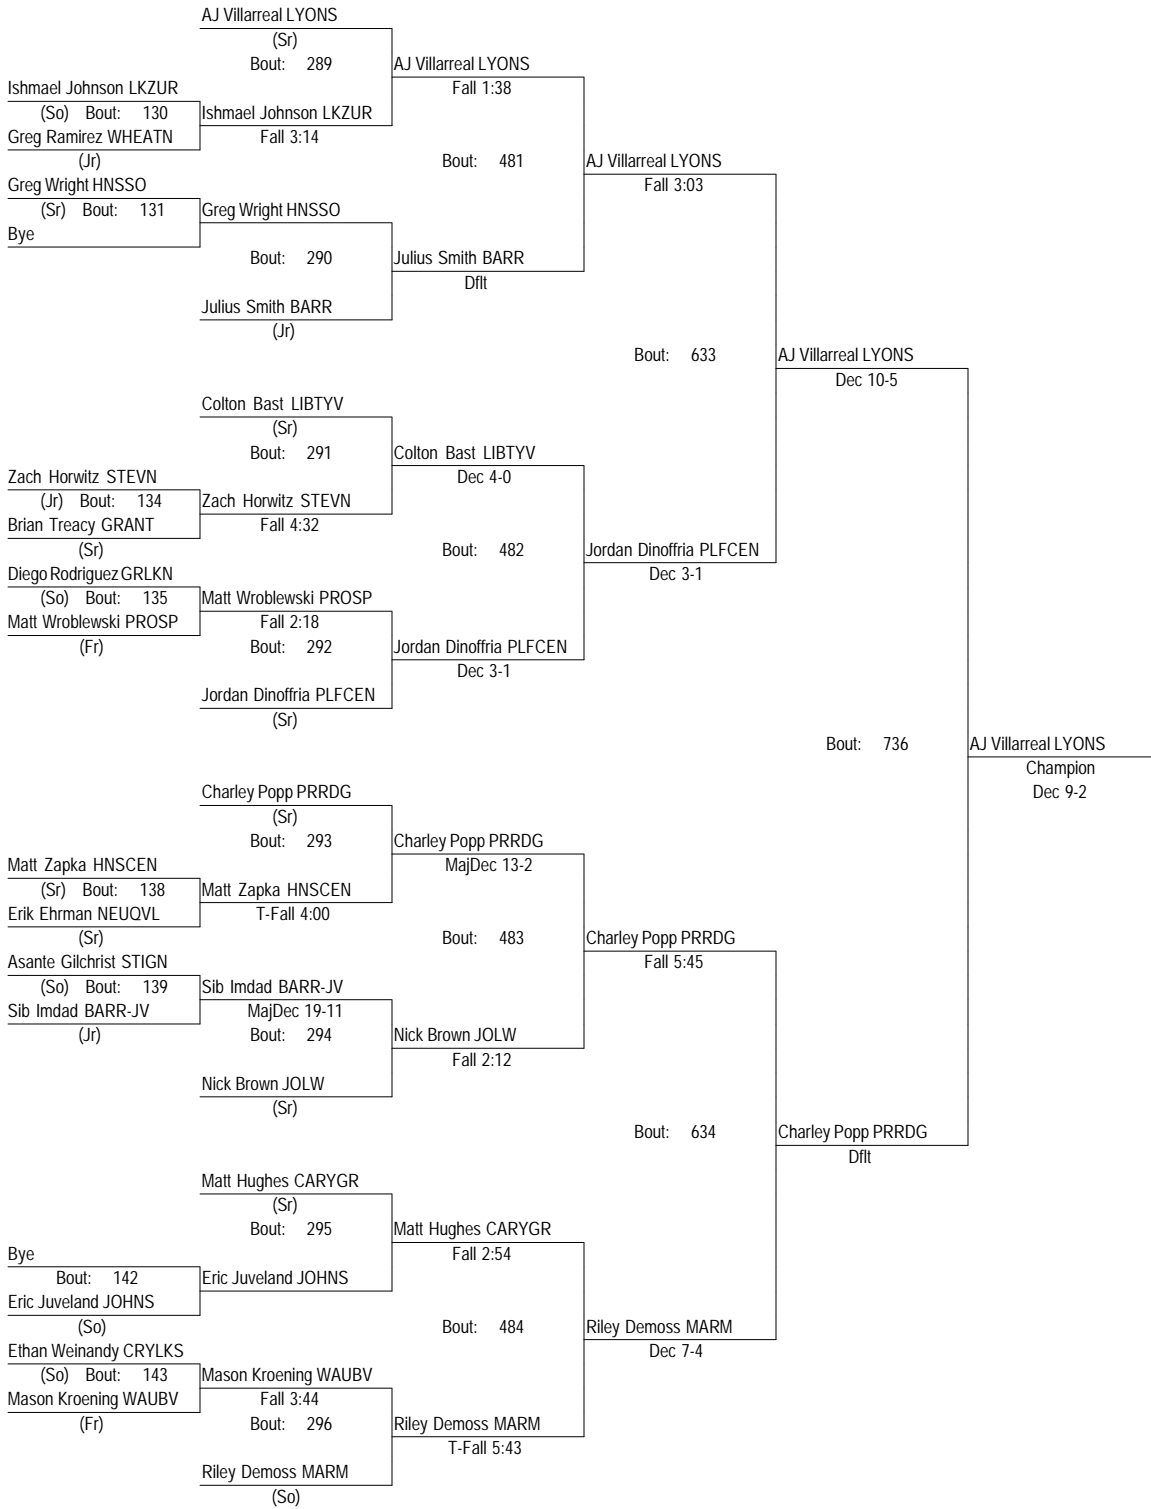 AJ Villarreal LYONS
(Sr)
Bout: 289
AJ Villarreal LYONS
Fall 1:38
Ishmael Johnson LKZUR
(So) Bout: 130
Ishmael Johnson LKZUR
Greg Ramirez WHEATN
Fall 3:14
(Jr)
Bout: 481
AJ Villarreal LYONS
Fall 3:03
Greg Wright HNSSO
(Sr) Bout: 131
Greg Wright HNSSO
Bye
Bout: 290
Julius Smith BARR
Dflt
Julius Smith BARR
(Jr)
Bout: 633
AJ Villarreal LYONS
Dec 10-5
Colton Bast LIBTYV
(Sr)
Bout: 291
Colton Bast LIBTYV
Dec 4-0
Zach Horwitz STEVN
(Jr) Bout: 134
Zach Horwitz STEVN
Brian Treacy GRANT
Fall 4:32
(Sr)
Bout: 482
Jordan Dinoffria PLFCEN
Dec 3-1
Diego Rodriguez GRLKN
(So) Bout: 135
Matt Wroblewski PROSP
Matt Wroblewski PROSP
Fall 2:18
(Fr)
Bout: 292
Jordan Dinoffria PLFCEN
Dec 3-1
Jordan Dinoffria PLFCEN
(Sr)
Bout: 736
AJ Villarreal LYONS
Champion
Dec 9-2
Charley Popp PRRDG
(Sr)
Bout: 293
Charley Popp PRRDG
MajDec 13-2
Matt Zapka HNSCEN
(Sr) Bout: 138
Matt Zapka HNSCEN
Erik Ehrman NEUQVL
T-Fall 4:00
(Sr)
Bout: 483
Charley Popp PRRDG
Fall 5:45
Asante Gilchrist STIGN
(So) Bout: 139
Sib Imdad BARR-JV
Sib Imdad BARR-JV
MajDec 19-11
(Jr)
Bout: 294
Nick Brown JOLW
Fall 2:12
Nick Brown JOLW
(Sr)
Bout: 634
Charley Popp PRRDG
Dflt
Matt Hughes CARYGR
(Sr)
Bout: 295
Matt Hughes CARYGR
Fall 2:54
Bye
Bout: 142
Eric Juveland JOHNS
Eric Juveland JOHNS
(So)
Bout: 484
Riley Demoss MARM
Dec 7-4
Ethan Weinandy CRYLKS
(So) Bout: 143
Mason Kroening WAUBV
Mason Kroening WAUBV
Fall 3:44
(Fr)
Bout: 296
Riley Demoss MARM
T-Fall 5:43
Riley Demoss MARM
(So)